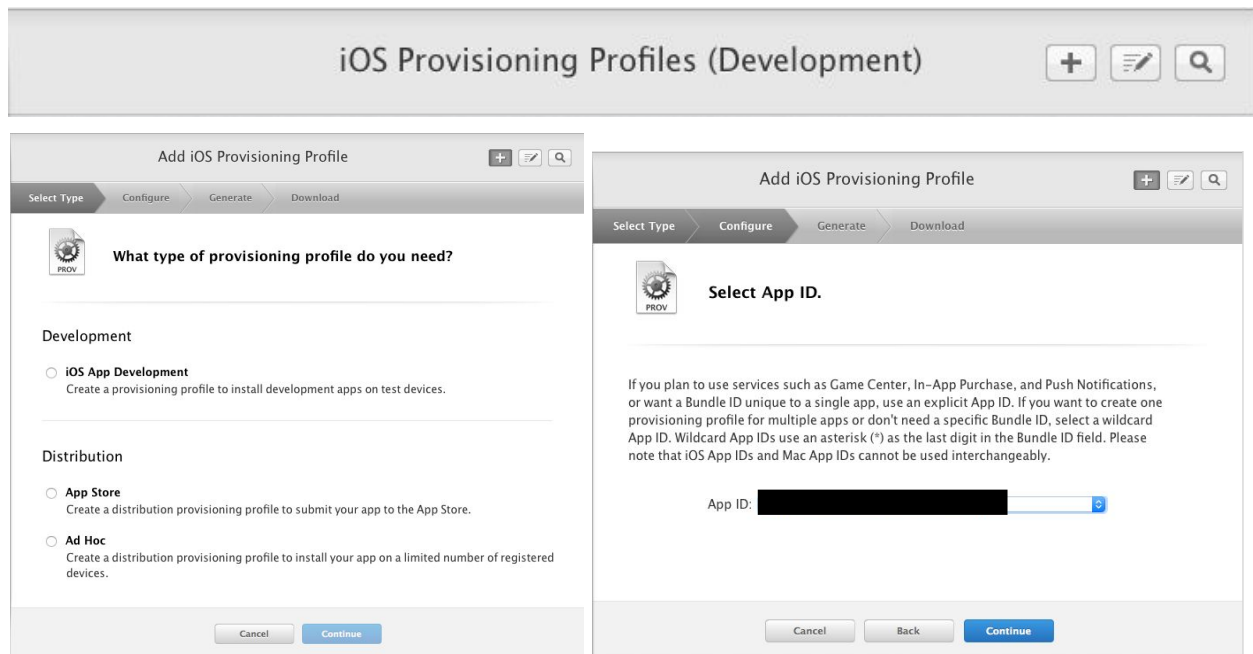 iOS Provisioning Profiles (Development)
Add iOS Provisioning Profile
Select Type Configure Generate Download
PROV
What type of provisioning profile do you need?
Development
iOS App Development
Create a provisioning profile to install development apps on test devices.
Distribution
App Store
Create a distribution provisioning profile to submit your app to the App Store.
Ad Hoc
Create a distribution provisioning profile to install your app on a limited number of registered
devices.
Cancel Continue
Add iOS Provisioning Profile
Select Type Configure Generate Download
PROV
Select App ID.
If you plan to use services such as Game Center, In-App Purchase, and Push Notifications,
or want a Bundle ID unique to a single app, use an explicit App ID. If you want to create one
provisioning profile for multiple apps or don't need a specific Bundle ID, select a wildcard
App ID. Wildcard App IDs use an asterisk (*) as the last digit in the Bundle ID field. Please
note that iOS App IDs and Mac App IDs cannot be used interchangeably.
App ID:
Cancel Back Continue